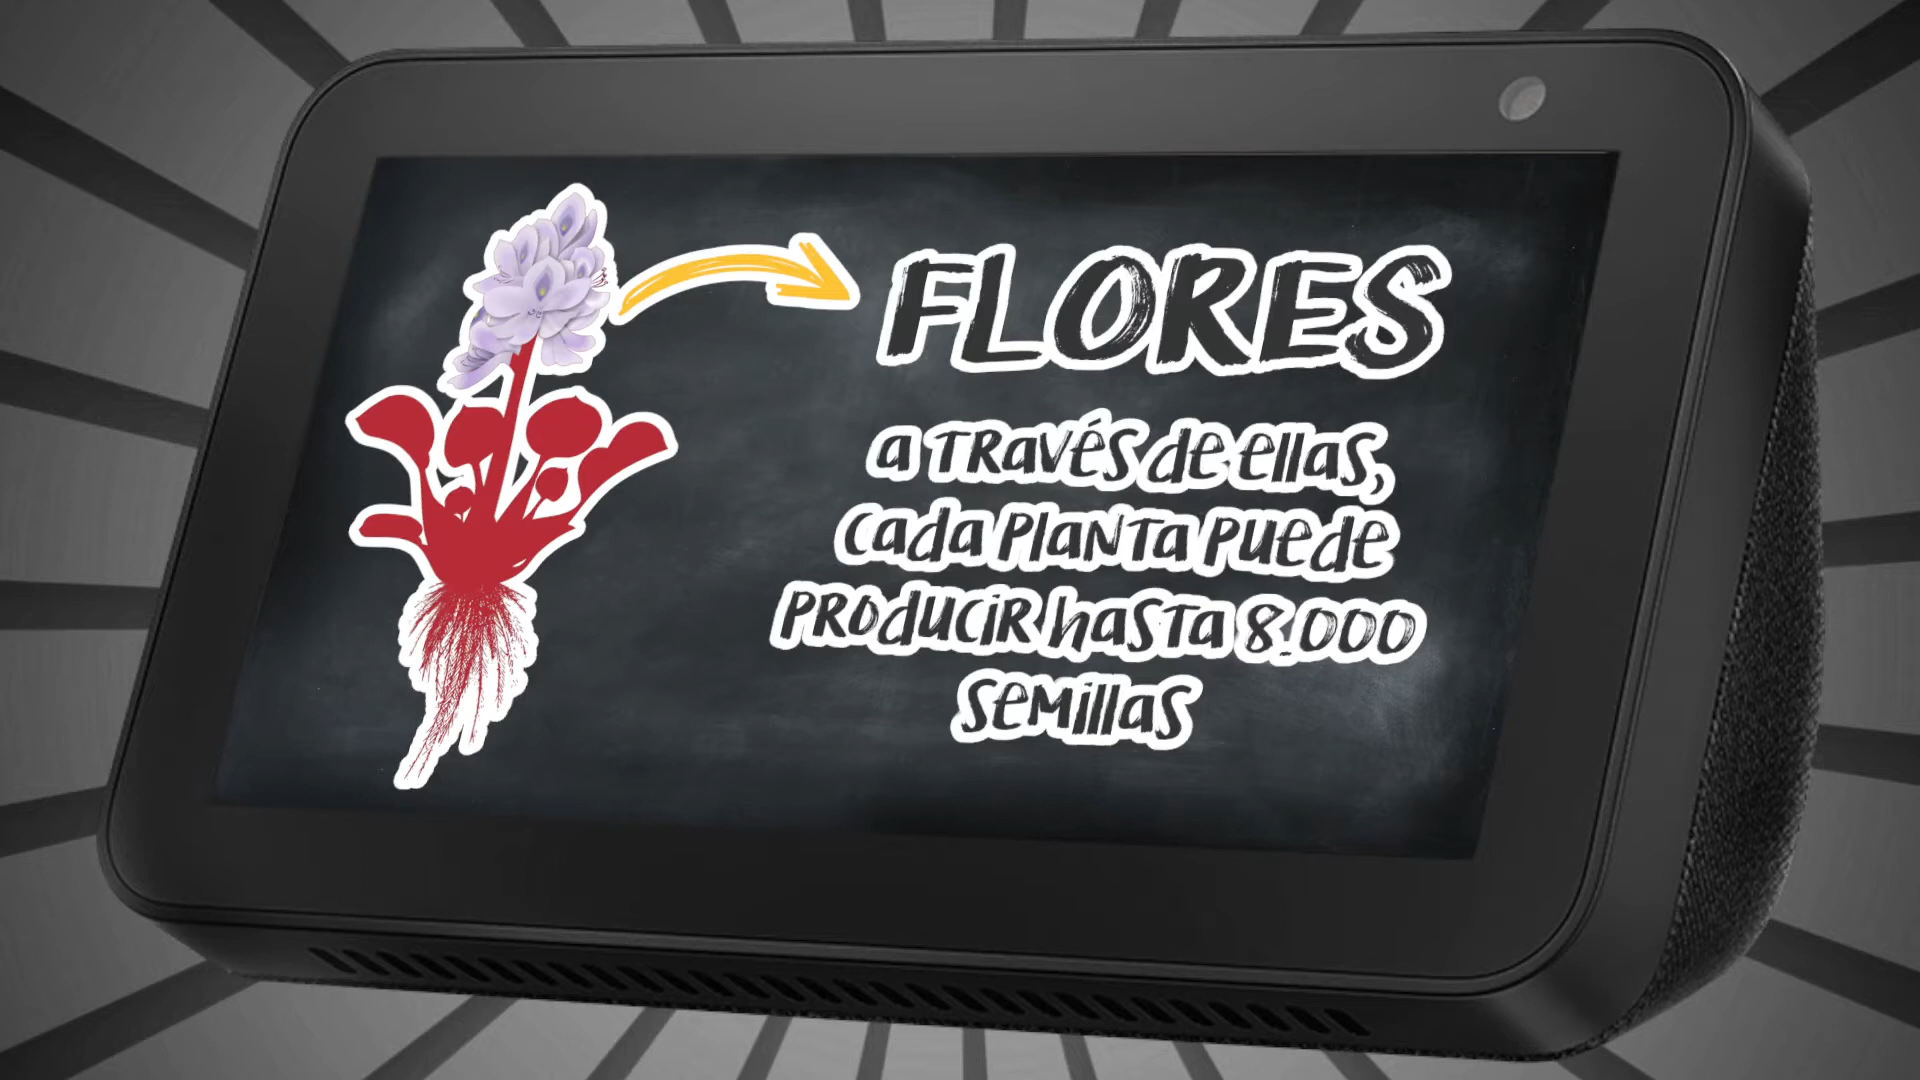 FLORES
a través de ellas,
cada planta puede
producir hasta 8.000
semillas